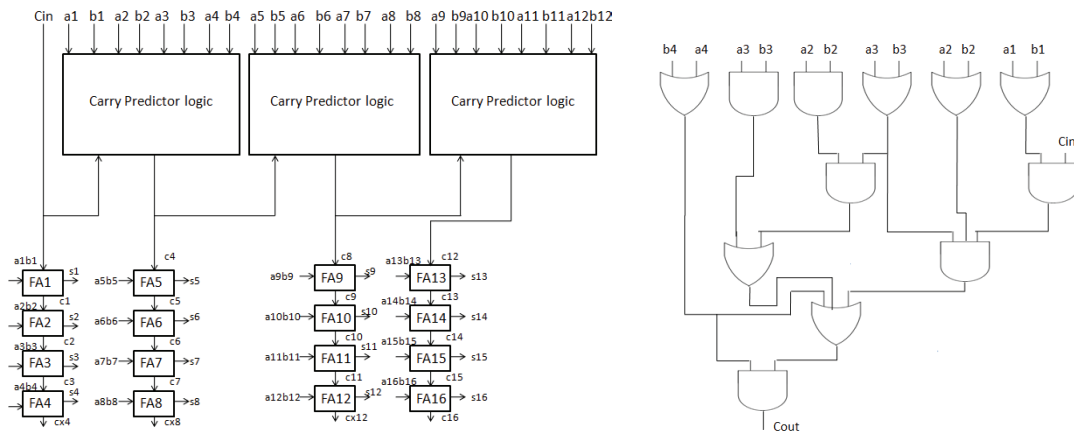 Cin a1 b1 a2 b2 a3 b3 a4 b4 a5 b5 a6 b6 a7 b7 a8 b8 a9 b9a10 b10 a11 b11 a12 b12
Carry Predictor logic Carry Predictor logic Carry Predictor logic
a1b1 c4 c8 a13b13 c12
FA1 s1 a5b5 FA5 s5 a9b9 FA9 s9 FA13 s13
c1 c5 c9 c13
a2b2 a14b14
FA2 s2 a6b6 FA6 s6 a10b10 FA10 s10 FA14 s14
c2 c6 c10 c14
a3b3 a15b15
FA3 s3 a7b7 FA7 s7 a11b11 FA11 s11 FA15 s15
c3 c7 c11 c15
a4b4 a16b16
FA4 s4 a8b8 FA8 s8 a12b12 FA12 s12 FA16 s16
cx4 cx8 cx12 c16
b4 a4 a3 b3 a2 b2 a3 b3 a2 b2 a1 b1
Cin
Cout